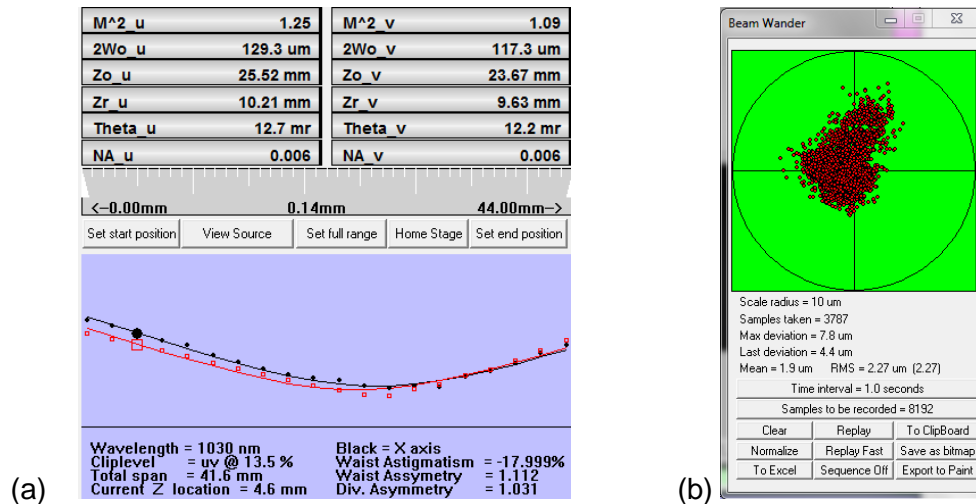 M^2_u 1.25 M^2_v 1.09
2Wo_u 129.3 um 2Wo_v 117.3 um
Zo_u 25.52 mm Zo_v 23.67 mm
Zr_u 10.21 mm Zr_v 9.63 mm
Theta_u 12.7 mr Theta_v 12.2 mr
NA_u 0.006 NA_v 0.006
<--0.00mm 0.14mm 44.00mm-->
Set start position View Source Set full range Home Stage Set end position
Wavelength = 1030 nm Black = X axis
Cliplevel = uv @ 13.5 % Waist Astigmatism = -17.999%
Total span = 41.6 mm Waist Assymetry = 1.112
Current Z location = 4.6 mm Div. Asymmetry = 1.031
(a)
Beam Wander
Scale radius = 10 um
Samples taken = 3787
Max deviation = 7.8 um
Last deviation = 4.4 um
Mean = 1.9 um RMS = 2.27 um (2.27)
Time interval = 1.0 seconds
Samples to be recorded = 8192
Clear Replay To ClipBoard
Normalize Replay Fast Save as bitmap
To Excel Sequence Off Export to Paint
(b)